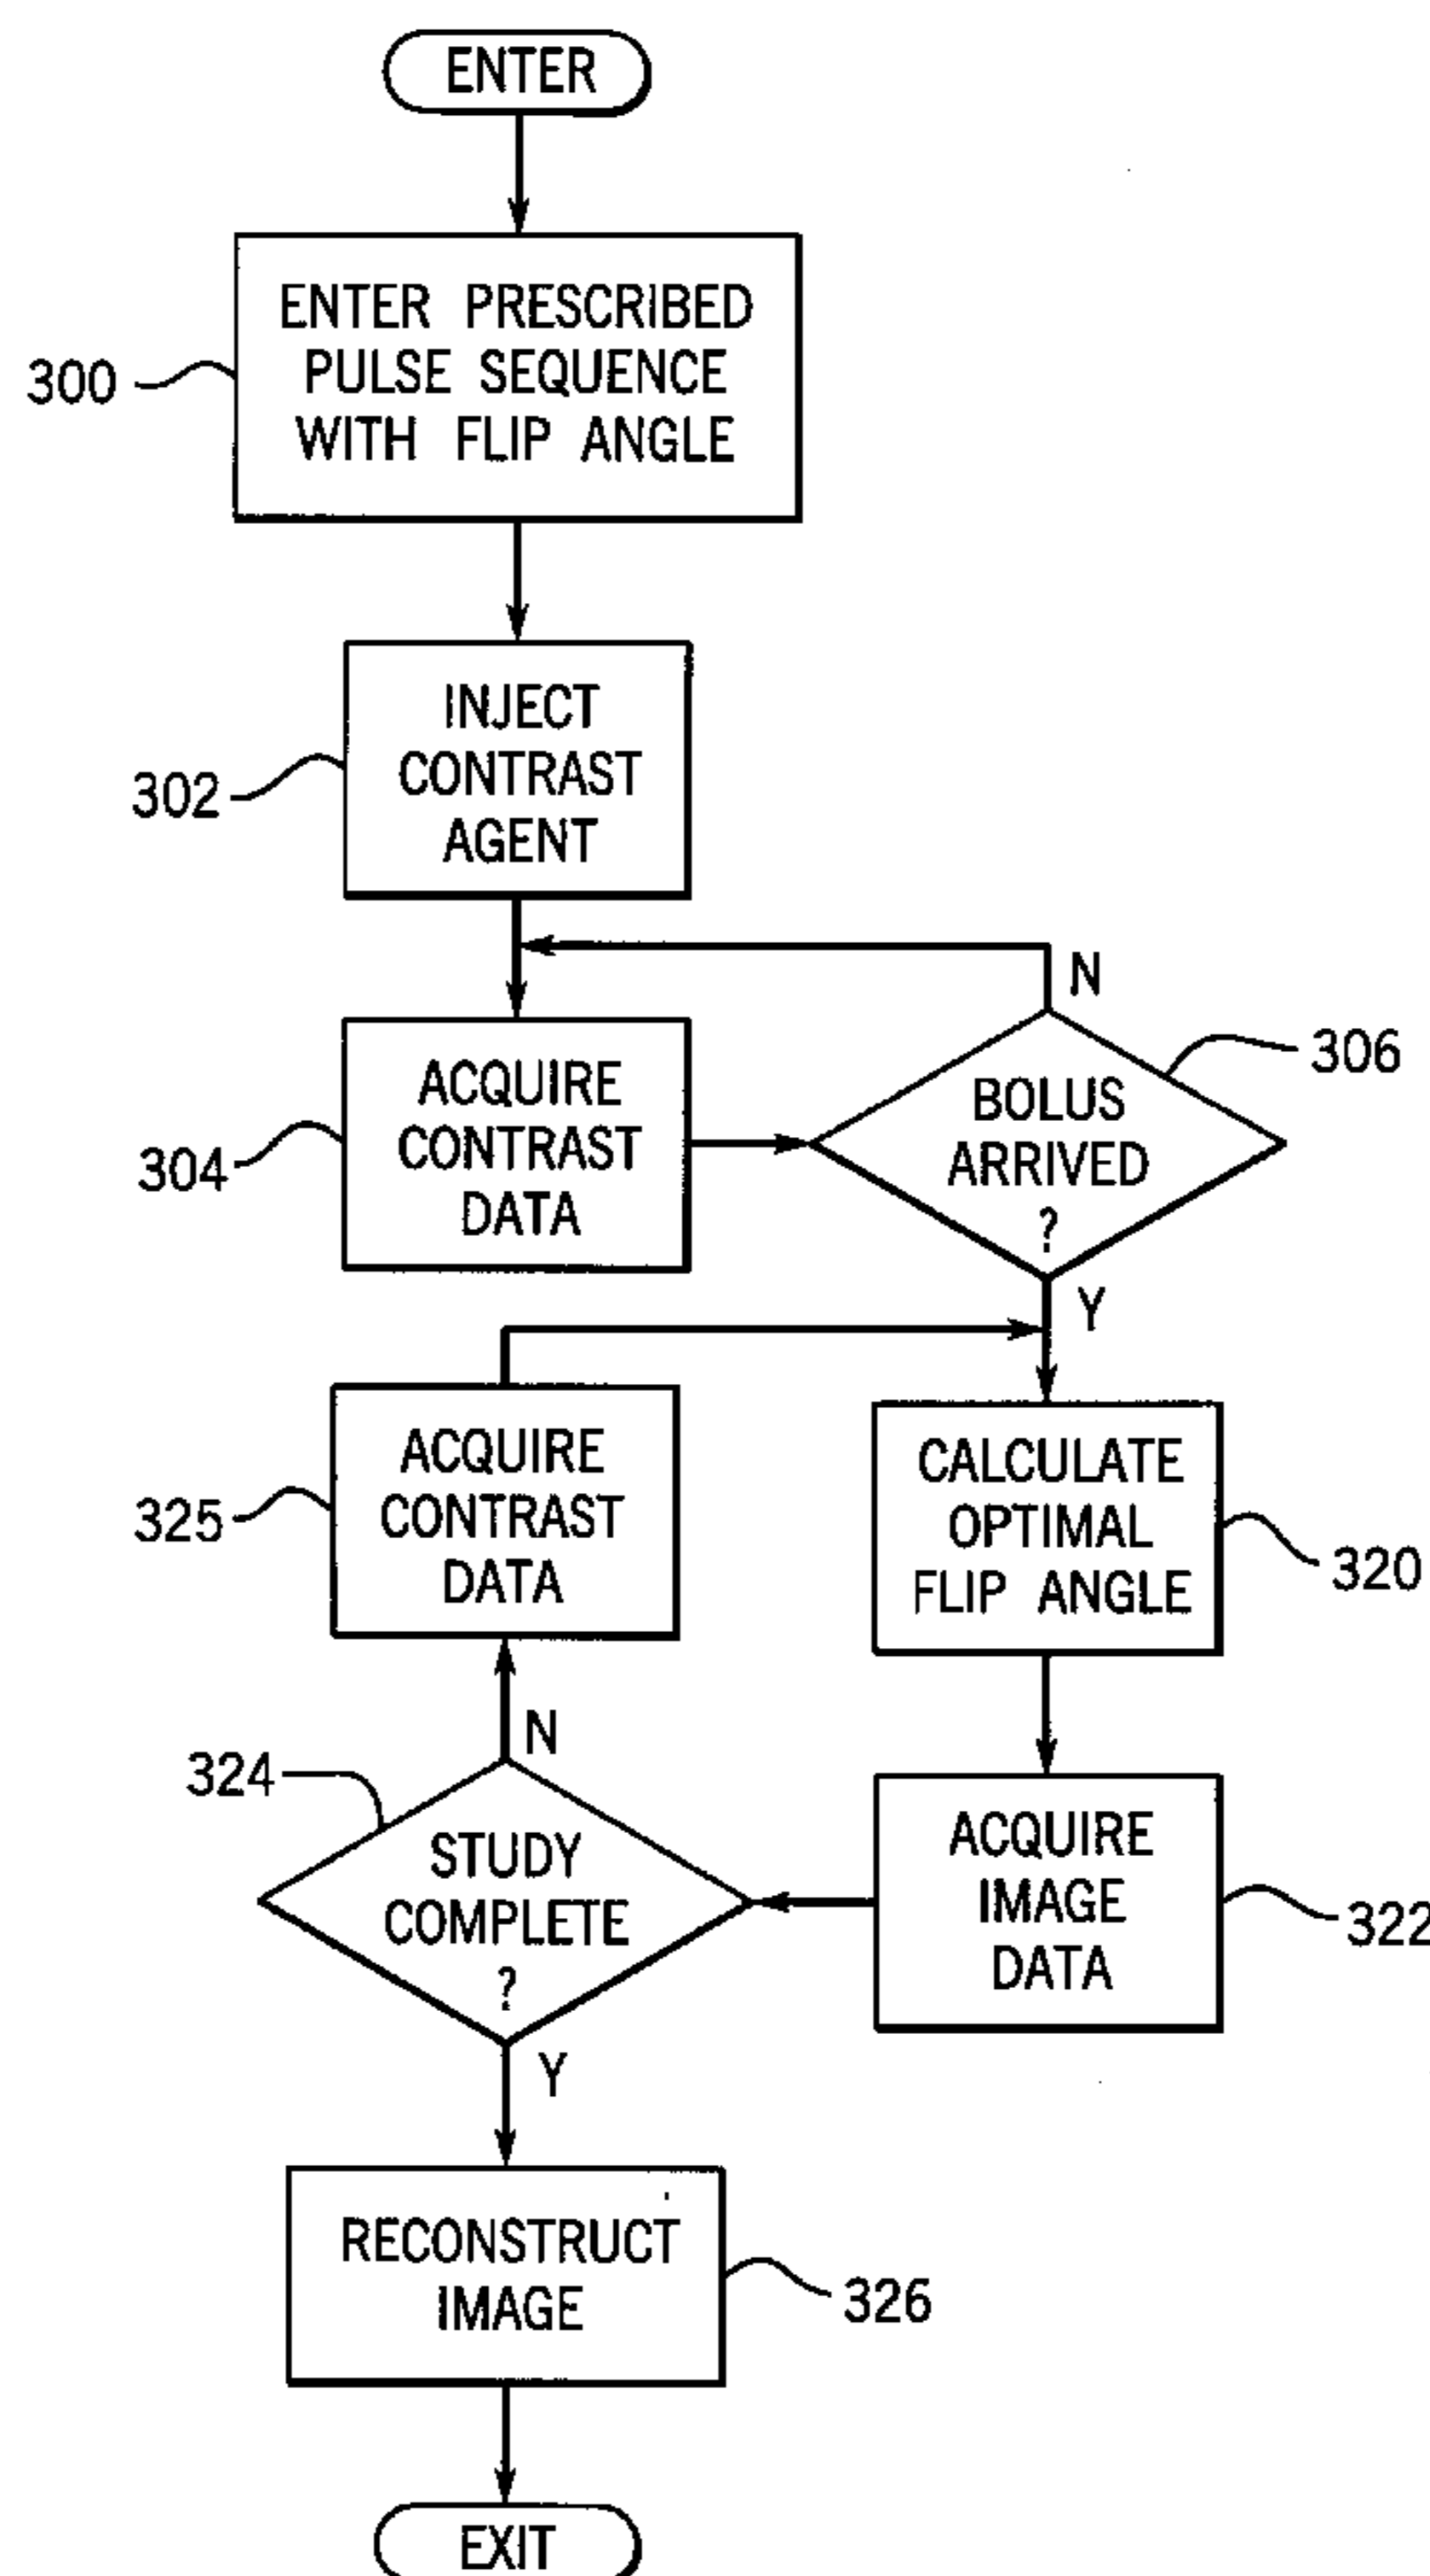 ENTER
ENTER PRESCRIBED
PULSE SEQUENCE
WITH FLIP ANGLE
300
INJECT
CONTRAST
AGENT
302
N
ACQUIRE
CONTRAST
DATA
304
BOLUS
ARRIVED
?
306
Y
ACQUIRE
CONTRAST
DATA
325
CALCULATE
OPTIMAL
FLIP ANGLE
320
N
324
STUDY
COMPLETE
?
ACQUIRE
IMAGE
DATA
322
Y
RECONSTRUCT
IMAGE
326
EXIT